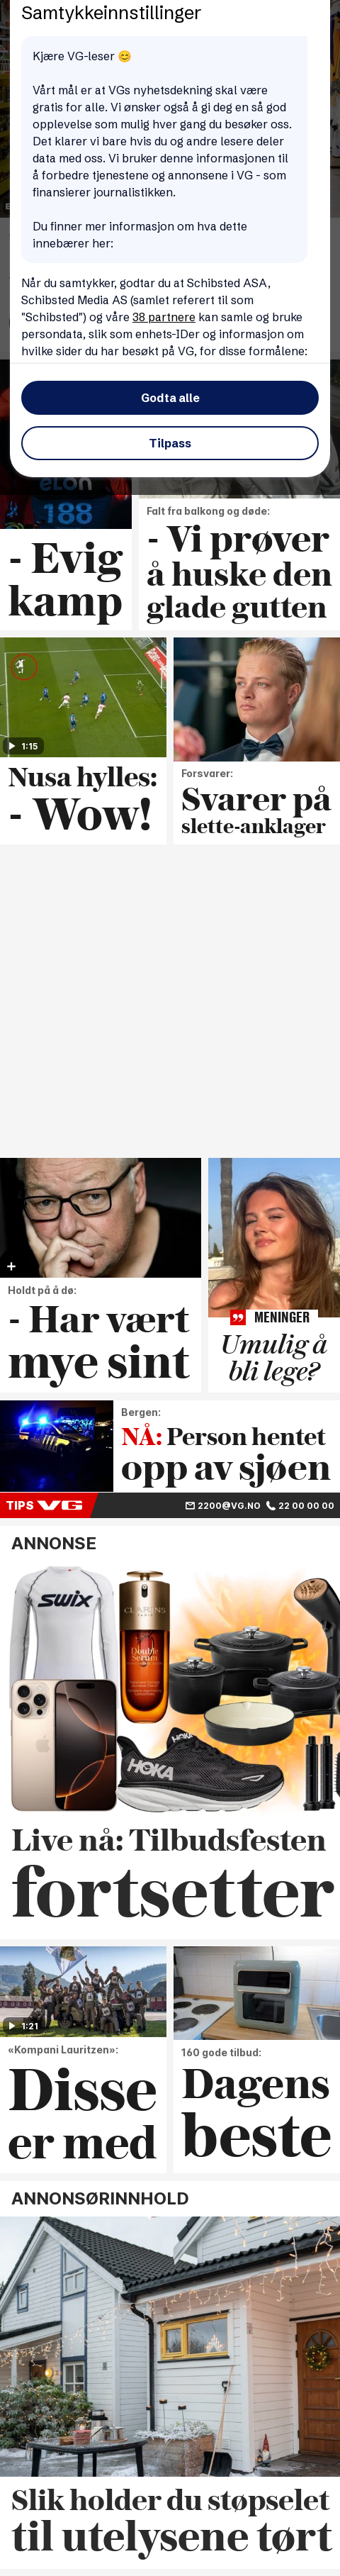 Samtykkeinnstillinger
Kjære VG-leser 😊
Vårt mål er at VGs nyhetsdekning skal være
gratis for alle. Vi ønsker også å gi deg en så god
opplevelse som mulig hver gang du besøker oss.
Det klarer vi bare hvis du og andre lesere deler
data med oss. Vi bruker denne informasjonen til
å forbedre tjenestene og annonsene i VG - som
finansierer journalistikken.
Du finner mer informasjon om hva dette
innebærer her:
Når du samtykker, godtar du at Schibsted ASA,
Schibsted Media AS (samlet referert til som
"Schibsted") og våre 38 partnere kan samle og bruke
persondata, slik som enhets-IDer og informasjon om
hvilke sider du har besøkt på VG, for disse formålene:
Godta alle
Tilpass
elon
188
- Evig
kamp
Falt fra balkong og døde:
- Vi prøver
å huske den
glade gutten
1:15
Nusa hylles:
- Wow!
Forsvarer:
Svarer på
slette-anklager
Holdt på å dø:
- Har vært
mye sint
MENINGER
Umulig å
bli lege?
Bergen:
NÅ: Person hentet
opp av sjøen
TIPS VG
2200@VG.NO 22 00 00 00
ANNONSE
SWIX
CLARINS
Double
Serum
HOKA
HOKA
Live nå: Tilbudsfesten
fortsetter
1:21
«Kompani Lauritzen»:
Disse
er med
160 gode tilbud:
Dagens
beste
ANNONSØRINNHOLD
Slik holder du støpselet
til utelysene tørt